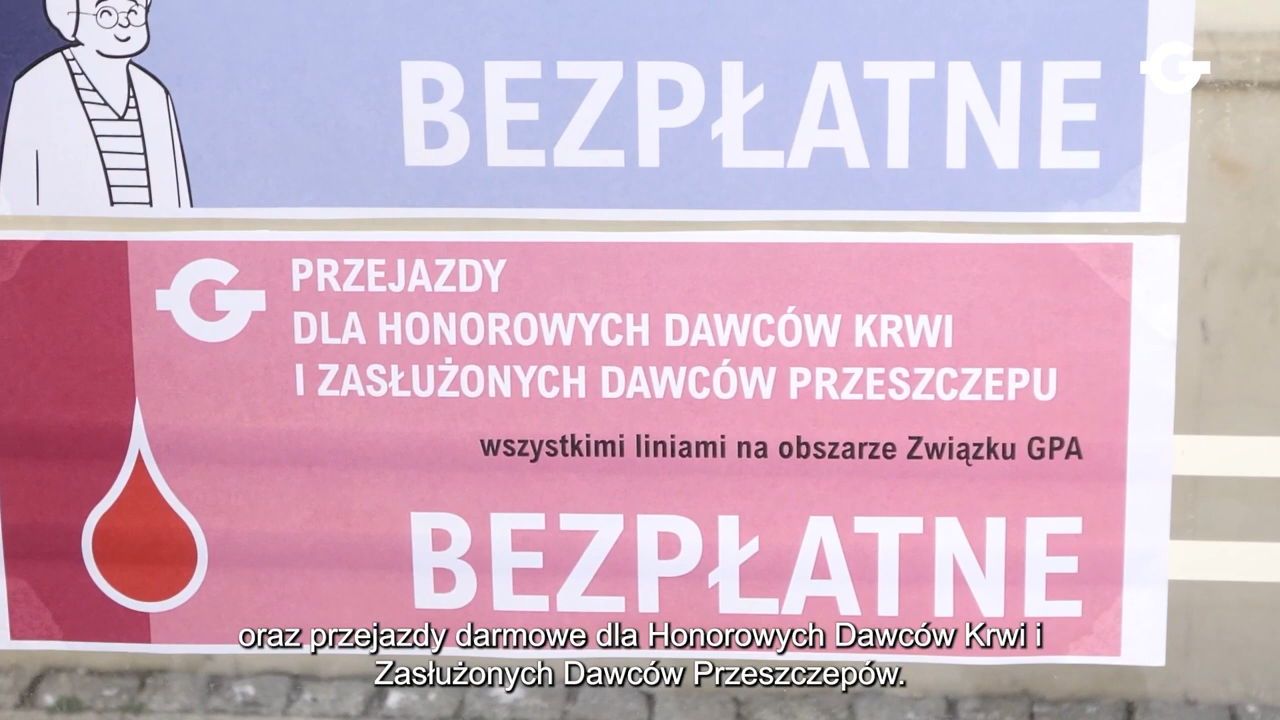 BEZPŁATNE
G
G
PRZEJAZDY
DLA HONOROWYCH DAWCÓW KRWI
I ZASŁUŻONYCH DAWCÓW PRZESZCZEPU
wszystkimi liniami na obszarze Związku GPA
BEZPŁATNE
oraz przejazdy darmowe dla Honorowych Dawców Krwi i
Zasłużonych Dawców Przeszczepów.